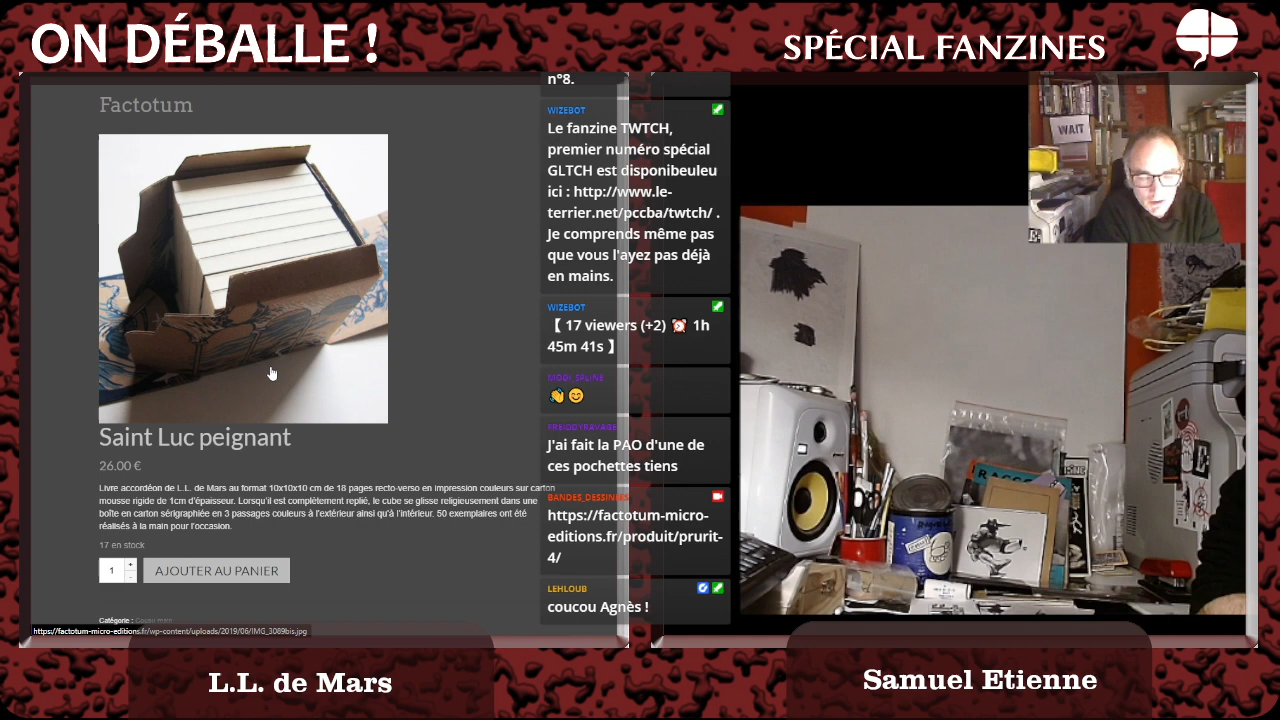 ON DÉBALLE !
SPÉCIAL FANZINES
Factotum
Saint Luc peignant
26.00 €
Livre accordéon de L.L. de Mars au format 10x10x10 cm de 18 pages recto-verso en impression couleurs sur carton
mousse rigide de 1cm d'épaisseur. Lorsqu'il est complètement replié, le cube se glisse religieusement dans une
boîte en carton sérigraphiée en 3 passages couleurs à l'extérieur ainsi qu'à l'intérieur. 50 exemplaires ont été
réalisés à la main pour l'occasion.
17 en stock
1
+
-
AJOUTER AU PANIER
Catégorie :
https://factotum-micro-editions.fr/wp-content/uploads/2019/06/IMG_3089bis.jpg
n°8.
WIZEBOT
Le fanzine TWTCH,
premier numéro spécial
GLTCH est disponibeuleu
ici : http://www.le-
terrier.net/pccba/twtch/ .
Je comprends même pas
que vous l'ayez pas déjà
en mains.
WIZEBOT
【 17 viewers (+2) ⏰ 1h
45m 41s 】
MODI_SPLINE
👏 😊
FREIDDYRAVAGE
J'ai fait la PAO d'une de
ces pochettes tiens
BANDES_DESSINEES
https://factotum-micro-
editions.fr/produit/prurit-
4/
LEHLOUB
coucou Agnès !
WAIT
L.L. de Mars
Samuel Etienne